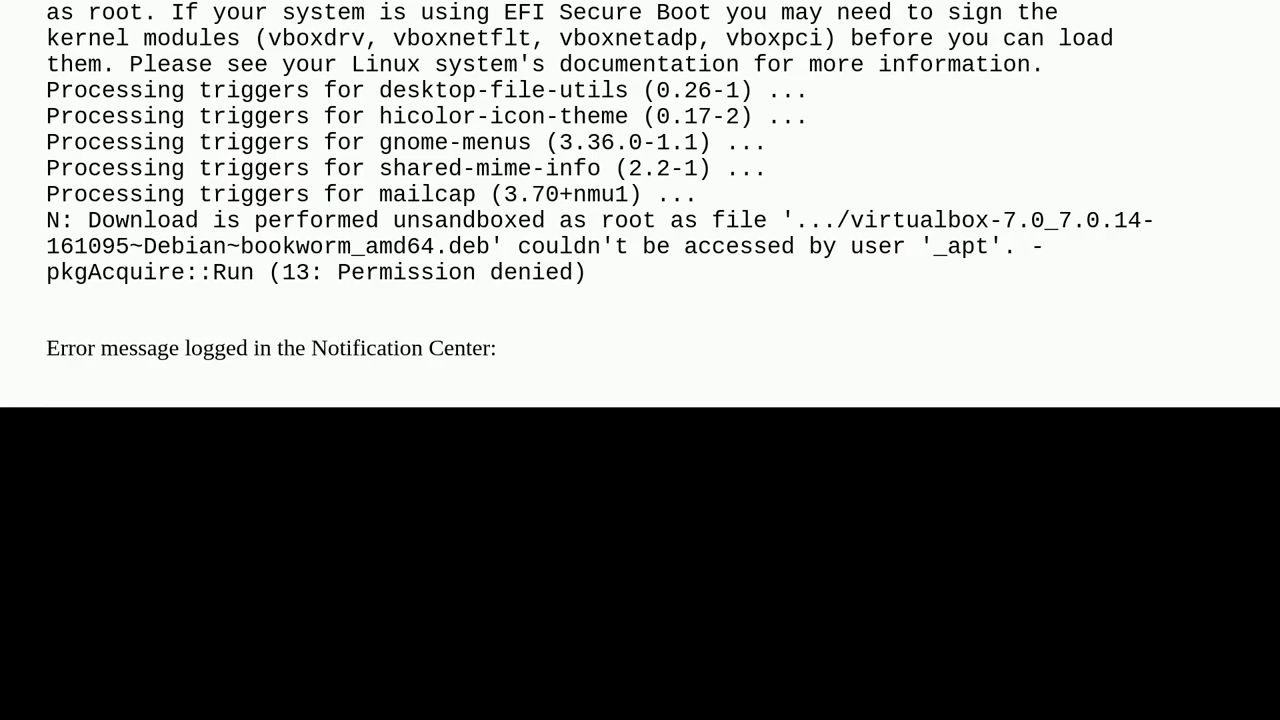 as root. If your system is using EFI Secure Boot you may need to sign the
kernel modules (vboxdrv, vboxnetflt, vboxnetadp, vboxpci) before you can load
them. Please see your Linux system's documentation for more information.
Processing triggers for desktop-file-utils (0.26-1) ...
Processing triggers for hicolor-icon-theme (0.17-2) ...
Processing triggers for gnome-menus (3.36.0-1.1) ...
Processing triggers for shared-mime-info (2.2-1) ...
Processing triggers for mailcap (3.70+nmu1) ...
N: Download is performed unsandboxed as root as file '.../virtualbox-7.0_7.0.14-
161095~Debian~bookworm_amd64.deb' couldn't be accessed by user '_apt'. -
pkgAcquire::Run (13: Permission denied)
Error message logged in the Notification Center: